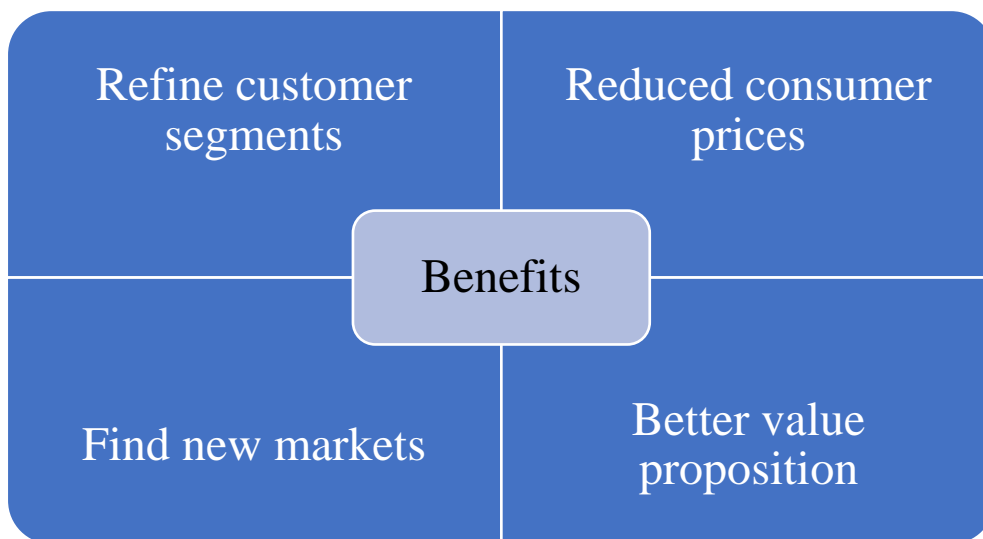 Refine customer
segments
Reduced consumer
prices
Benefits
Find new markets
Better value
proposition